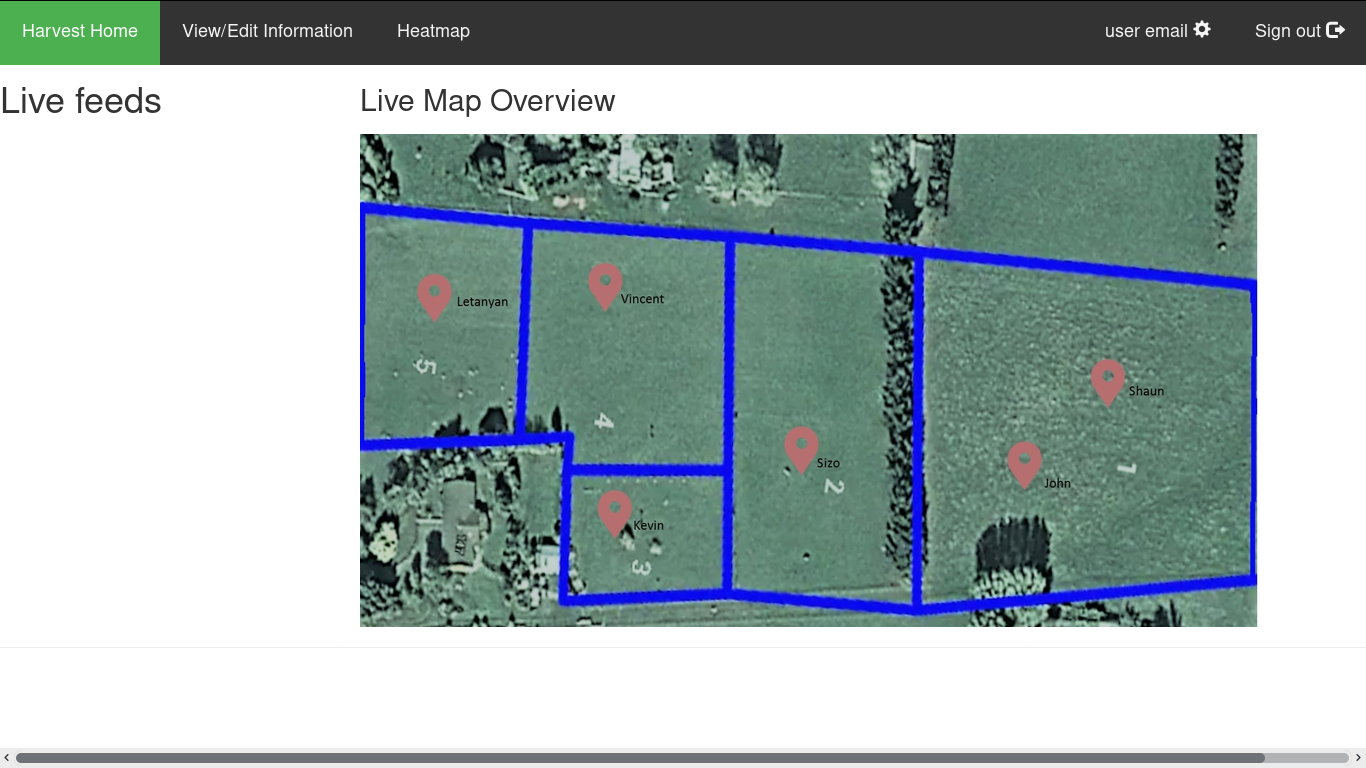 Harvest Home View/Edit Information Heatmap user email Sign out
Live feeds
Live Map Overview
Letanyan
Vincent
5
4
Shaun
Sizo
John
1
2
Kevin
3